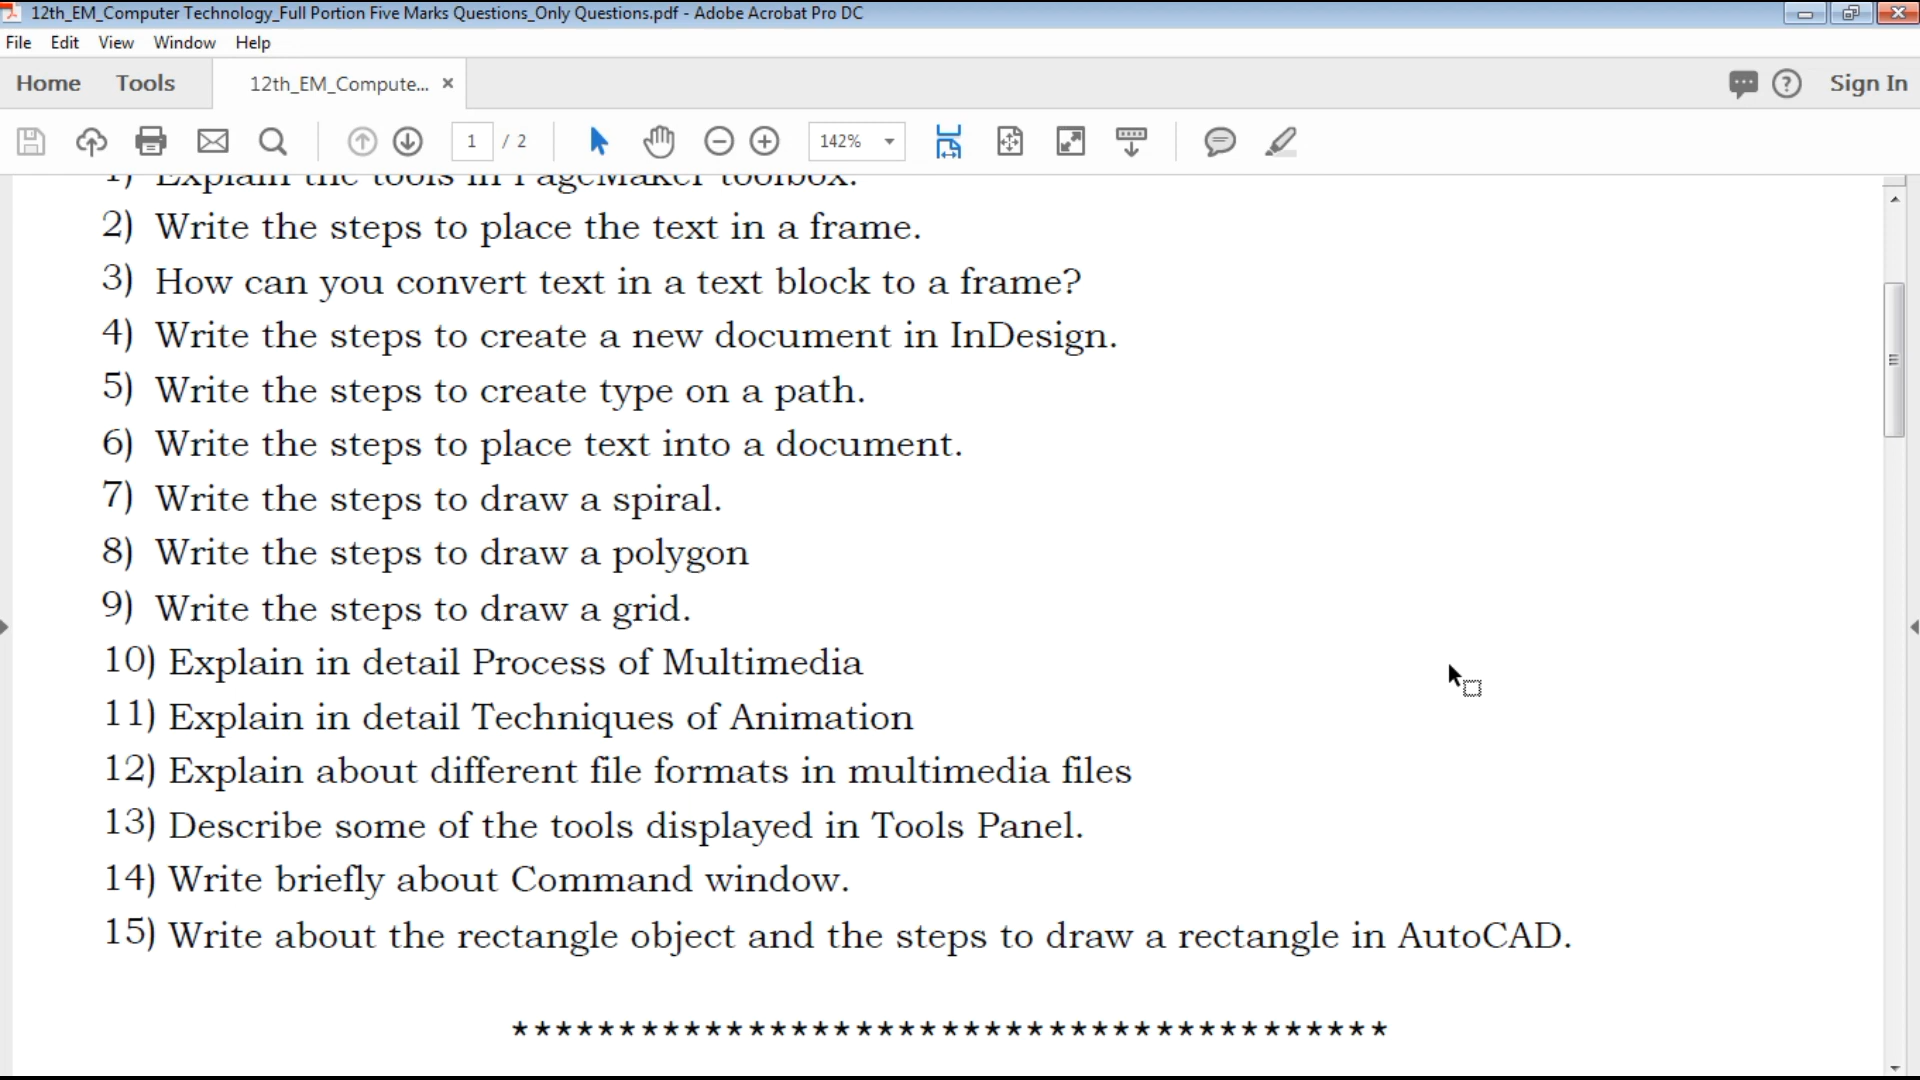 12th_EM_Computer Technology_Full Portion Five Marks Questions_Only Questions.pdf - Adobe Acrobat Pro DC
File Edit View Window Help
Home Tools 12th_EM_Compute... × Sign In
1 / 2 142%
1) Explain the tools in PageMaker toolbox.
2) Write the steps to place the text in a frame.
3) How can you convert text in a text block to a frame?
4) Write the steps to create a new document in InDesign.
5) Write the steps to create type on a path.
6) Write the steps to place text into a document.
7) Write the steps to draw a spiral.
8) Write the steps to draw a polygon
9) Write the steps to draw a grid.
10) Explain in detail Process of Multimedia
11) Explain in detail Techniques of Animation
12) Explain about different file formats in multimedia files
13) Describe some of the tools displayed in Tools Panel.
14) Write briefly about Command window.
15) Write about the rectangle object and the steps to draw a rectangle in AutoCAD.
*****************************************